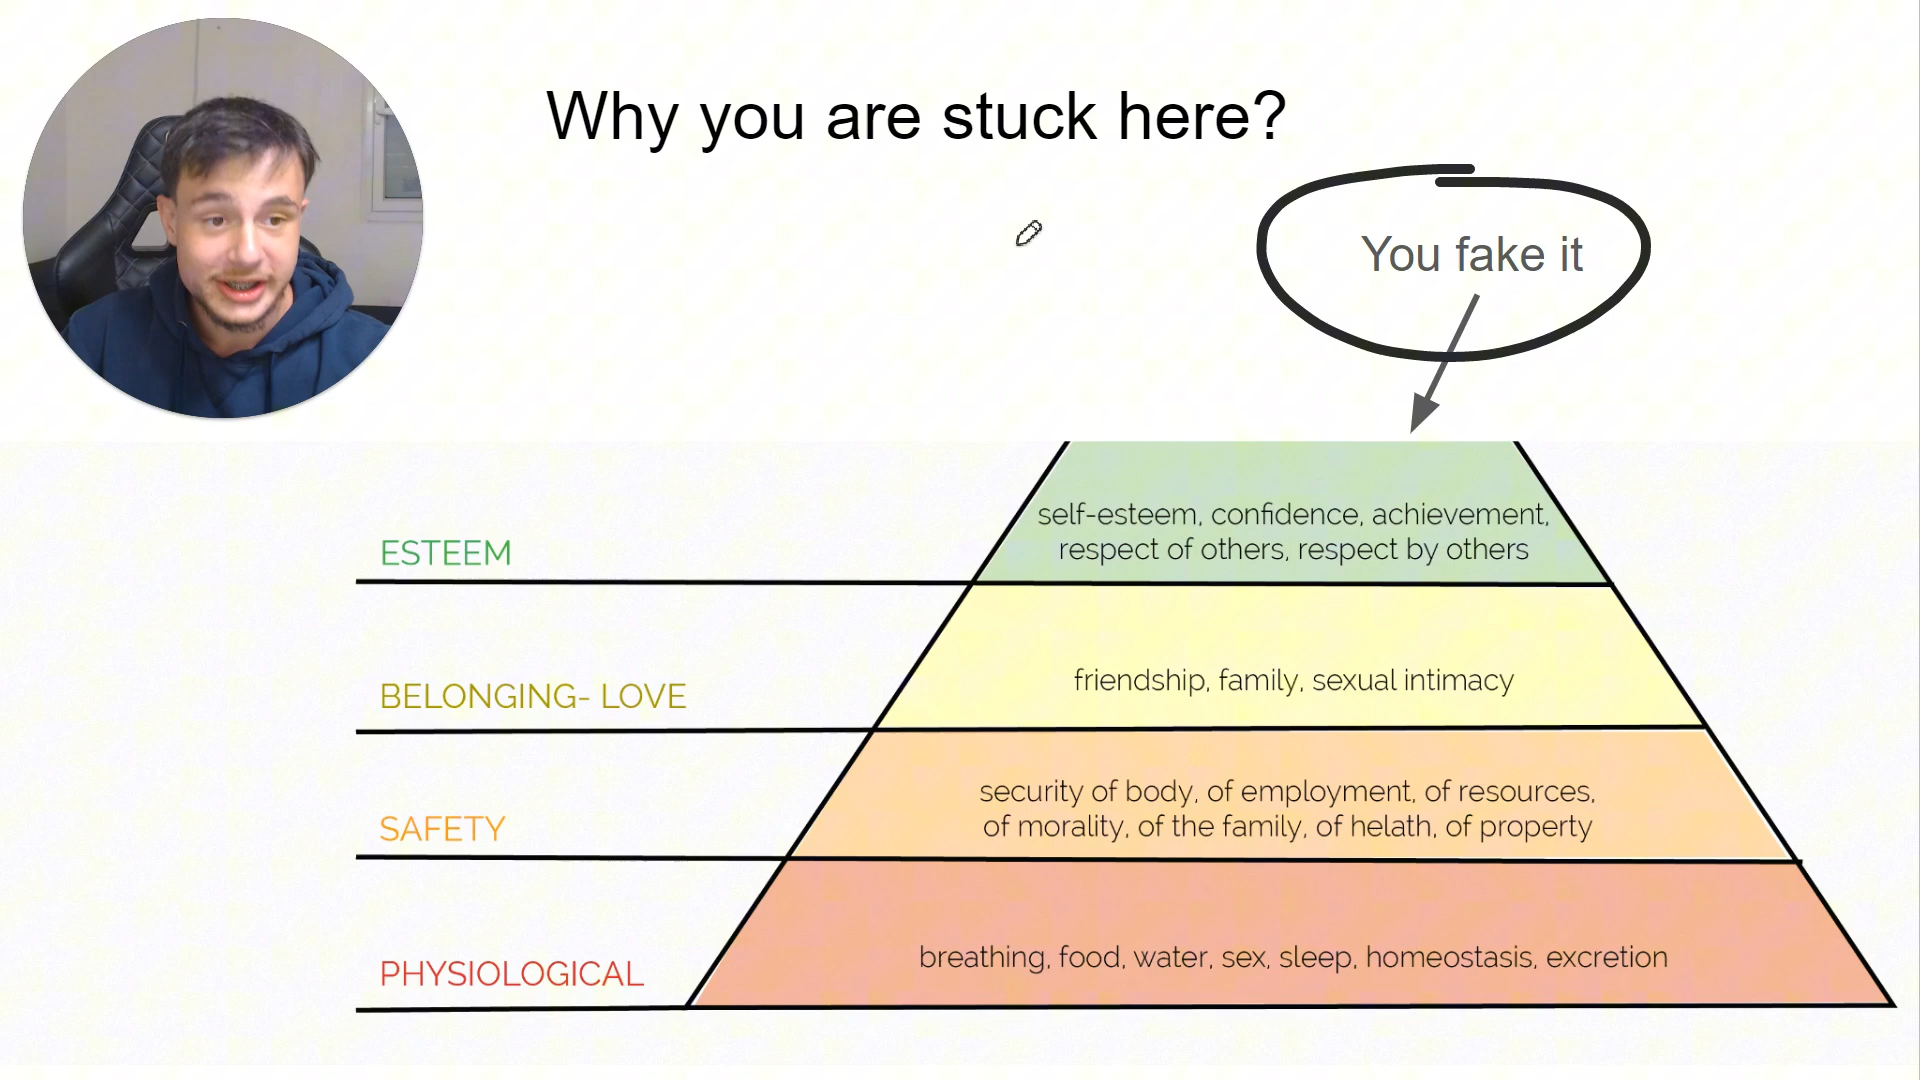 Why you are stuck here?
You fake it
self-esteem, confidence, achievement,
respect of others, respect by others
ESTEEM
friendship, family, sexual intimacy
BELONGING- LOVE
security of body, of employment, of resources,
of morality, of the family, of helath, of property
SAFETY
breathing, food, water, sex, sleep, homeostasis, excretion
PHYSIOLOGICAL